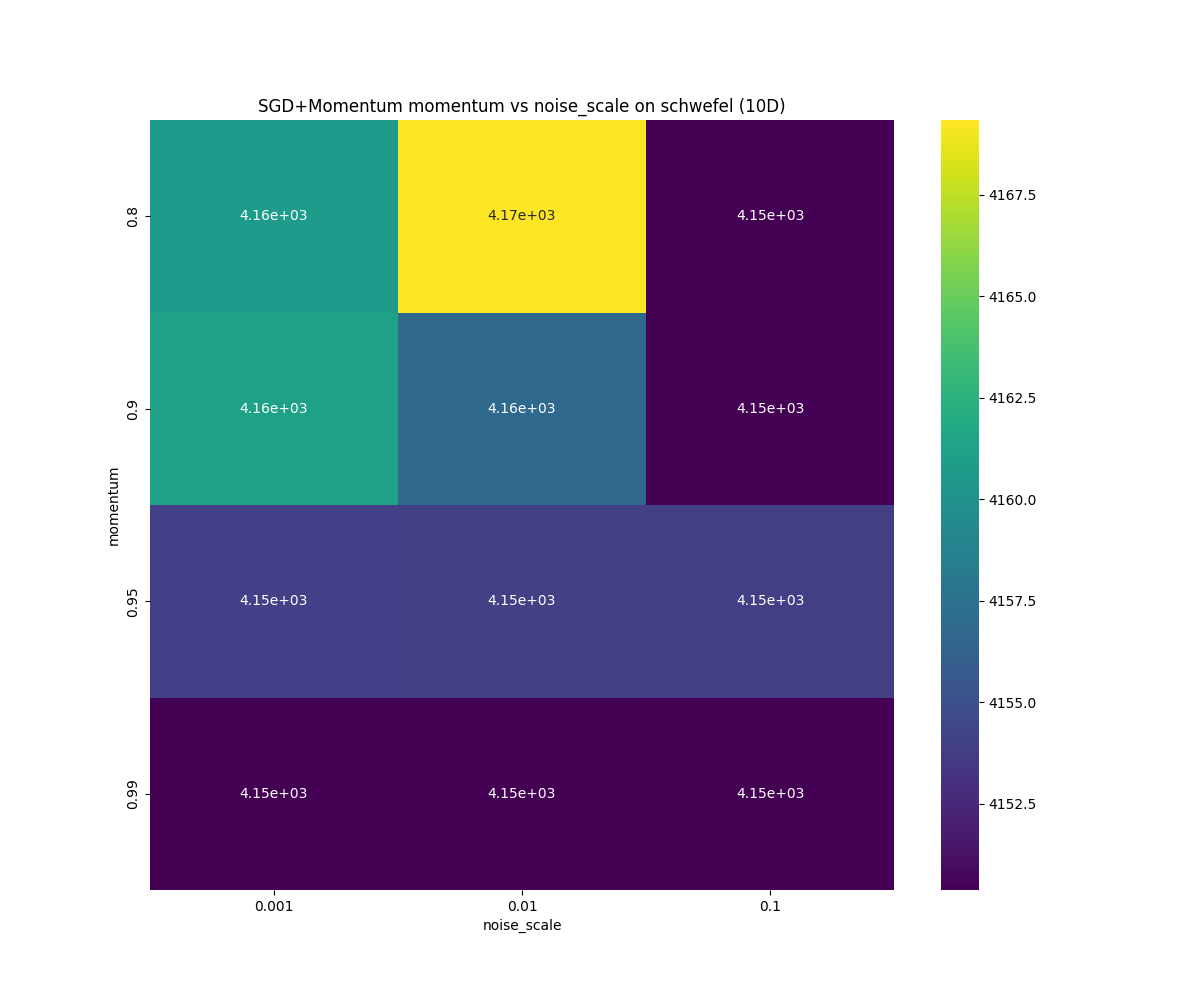 SGD+Momentum momentum vs noise_scale on schwefel (10D)
0.8
4.16e+03
4.17e+03
4.15e+03
0.9
4.16e+03
4.16e+03
4.15e+03
0.95
4.15e+03
4.15e+03
4.15e+03
0.99
4.15e+03
4.15e+03
4.15e+03
momentum
0.001
0.01
0.1
noise_scale
4167.5
4165.0
4162.5
4160.0
4157.5
4155.0
4152.5